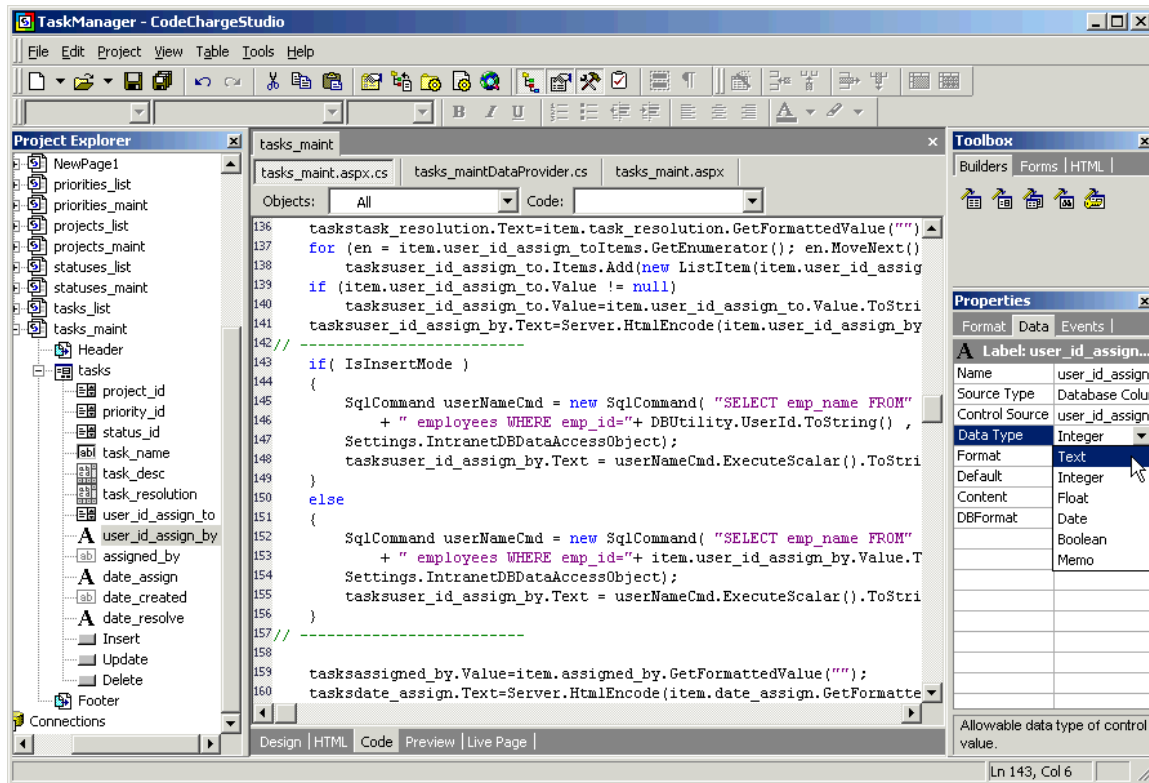 TaskManager - CodeChargeStudio
File Edit Project View Table Tools Help
B I U A
Project Explorer
NewPage1
priorities_list
priorities_maint
projects_list
projects_maint
statuses_list
statuses_maint
tasks_list
tasks_maint
Header
tasks
project_id
priority_id
status_id
task_name
task_desc
task_resolution
user_id_assign_to
A user_id_assign_by
assigned_by
A date_assign
date_created
A date_resolve
Insert
Update
Delete
Footer
Connections
tasks_maint
tasks_maint.aspx.cs tasks_maintDataProvider.cs tasks_maint.aspx
Objects: All Code:
136 taskstask_resolution.Text=item.task_resolution.GetFormattedValue("")
137 for (en = item.user_id_assign_toItems.GetEnumerator(); en.MoveNext()
138 tasksuser_id_assign_to.Items.Add(new ListItem(item.user_id_assig
139 if (item.user_id_assign_to.Value != null)
140 tasksuser_id_assign_to.Value=item.user_id_assign_to.Value.ToStri
141 tasksuser_id_assign_by.Text=Server.HtmlEncode(item.user_id_assign_by
142 // -------------------------
143 if( IsInsertMode )
144 {
145 SqlCommand userNameCmd = new SqlCommand( "SELECT emp_name FROM"
146 + " employees WHERE emp_id="+ DBUtility.UserId.ToString() ,
147 Settings.IntranetDBDataAccessObject);
148 tasksuser_id_assign_by.Text = userNameCmd.ExecuteScalar().ToStri
149 }
150 else
151 {
152 SqlCommand userNameCmd = new SqlCommand( "SELECT emp_name FROM"
153 + " employees WHERE emp_id="+ item.user_id_assign_by.Value.T
154 Settings.IntranetDBDataAccessObject);
155 tasksuser_id_assign_by.Text = userNameCmd.ExecuteScalar().ToStri
156 }
157 // -------------------------
158
159 tasksassigned_by.Value=item.assigned_by.GetFormattedValue("");
160 tasksdate_assign.Text=Server.HtmlEncode(item.date_assign.GetFormatte
Design HTML Code Preview Live Page
Toolbox
Builders Forms HTML
Properties
Format Data Events
A Label: user_id_assign...
Name user_id_assign
Source Type Database Colu
Control Source user_id_assign
Data Type Integer
Format Text
Default Integer
Content Float
DBFormat Date
Boolean
Memo
Allowable data type of control
value.
Ln 143, Col 6